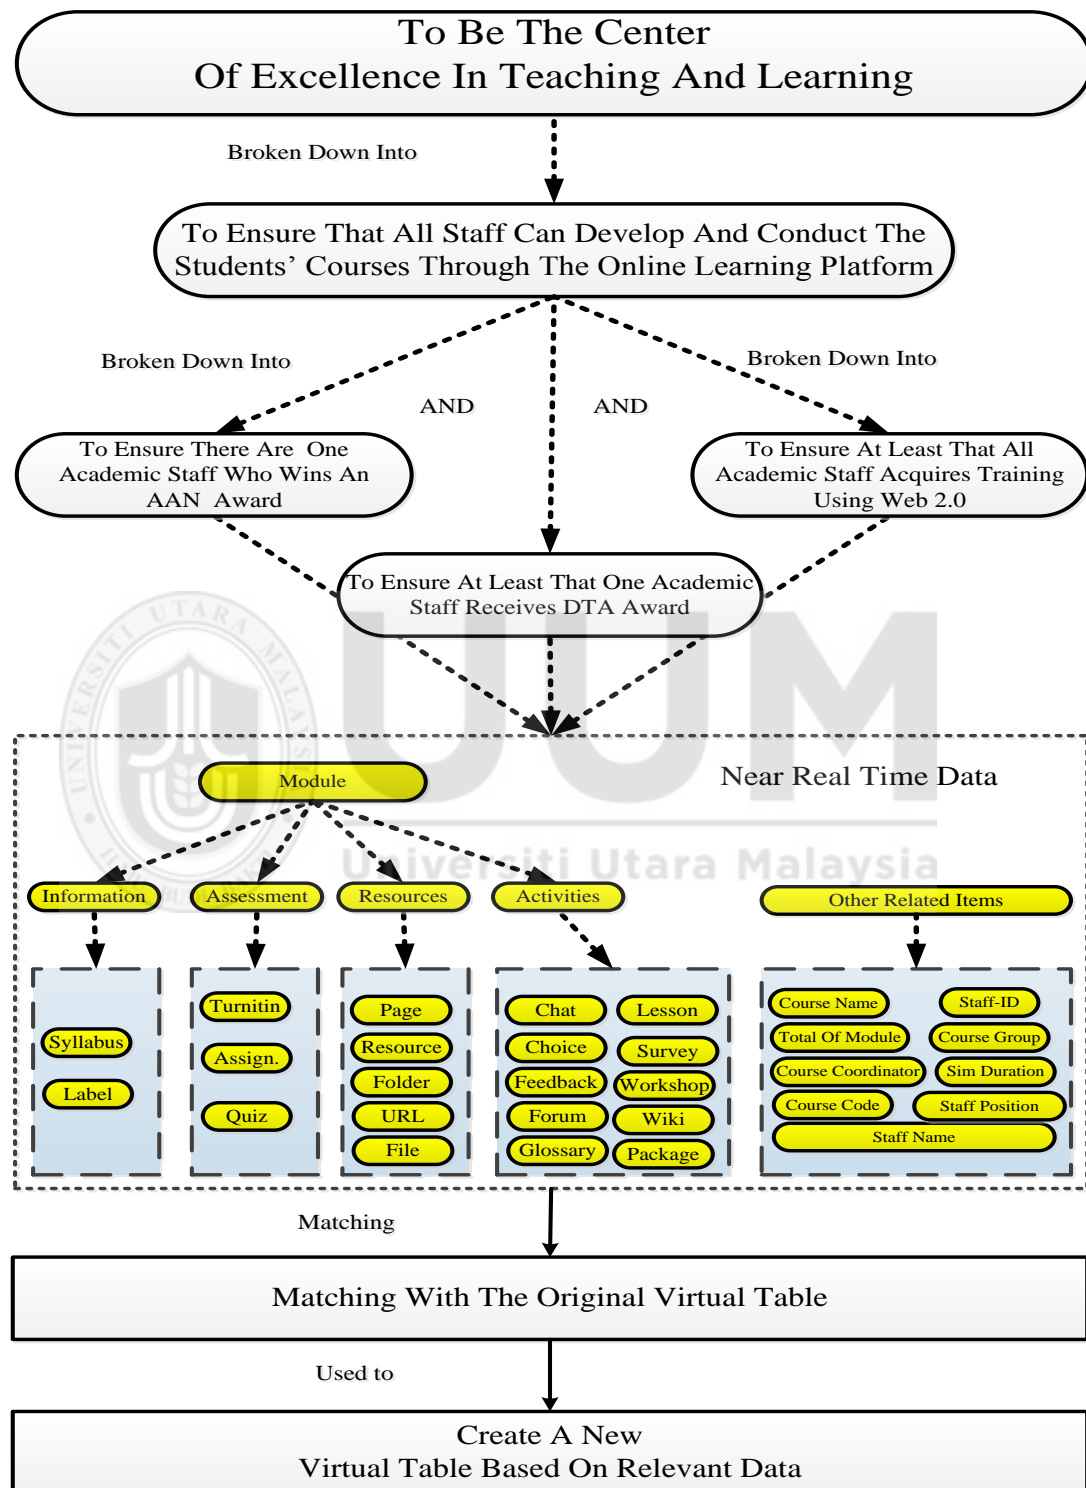 To Be The Center
Of Excellence In Teaching And Learning
Broken Down Into
To Ensure That All Staff Can Develop And Conduct The
Students' Courses Through The Online Learning Platform
Broken Down Into
Broken Down Into
AND
AND
To Ensure There Are One
Academic Staff Who Wins An
AAN Award
To Ensure At Least That All
Academic Staff Acquires Training
Using Web 2.0
To Ensure At Least That One Academic
Staff Receives DTA Award
UNIVERSITI UTARA MALAYSIA
UUM
Universiti Utara Malaysia
Near Real Time Data
Module
Information
Assessment
Resources
Activities
Other Related Items
Syllabus
Label
Turnitin
Assign.
Quiz
Page
Resource
Folder
URL
File
Chat
Choice
Feedback
Forum
Glossary
Lesson
Survey
Workshop
Wiki
Package
Course Name
Staff-ID
Total Of Module
Course Group
Course Coordinator
Sim Duration
Course Code
Staff Position
Staff Name
Matching
Matching With The Original Virtual Table
Used to
Create A New
Virtual Table Based On Relevant Data